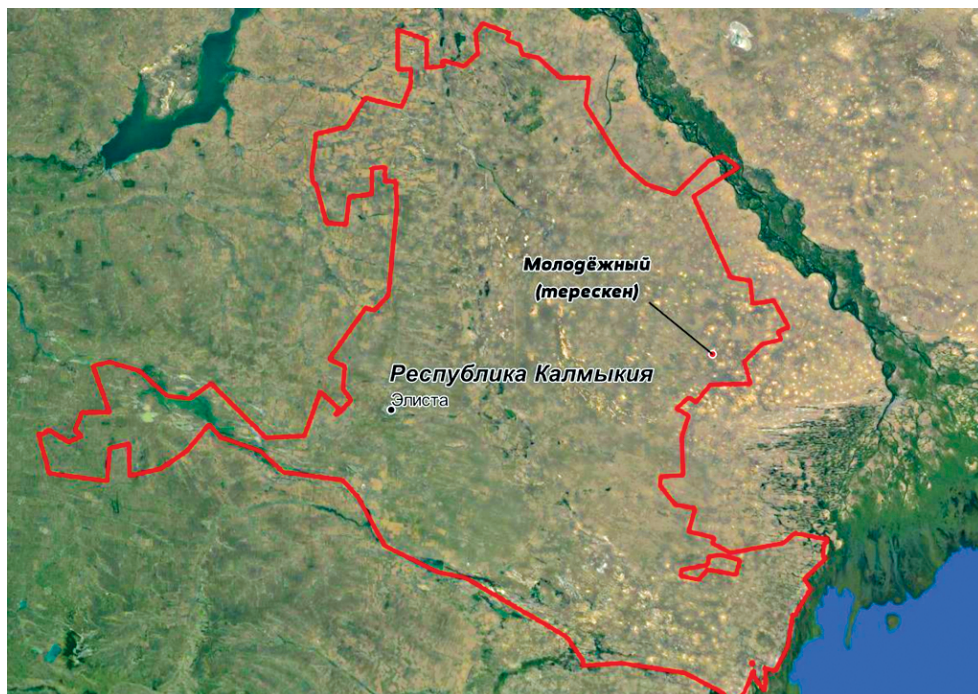 Молодёжный
(терескен)
Республика Калмыкия
Элиста